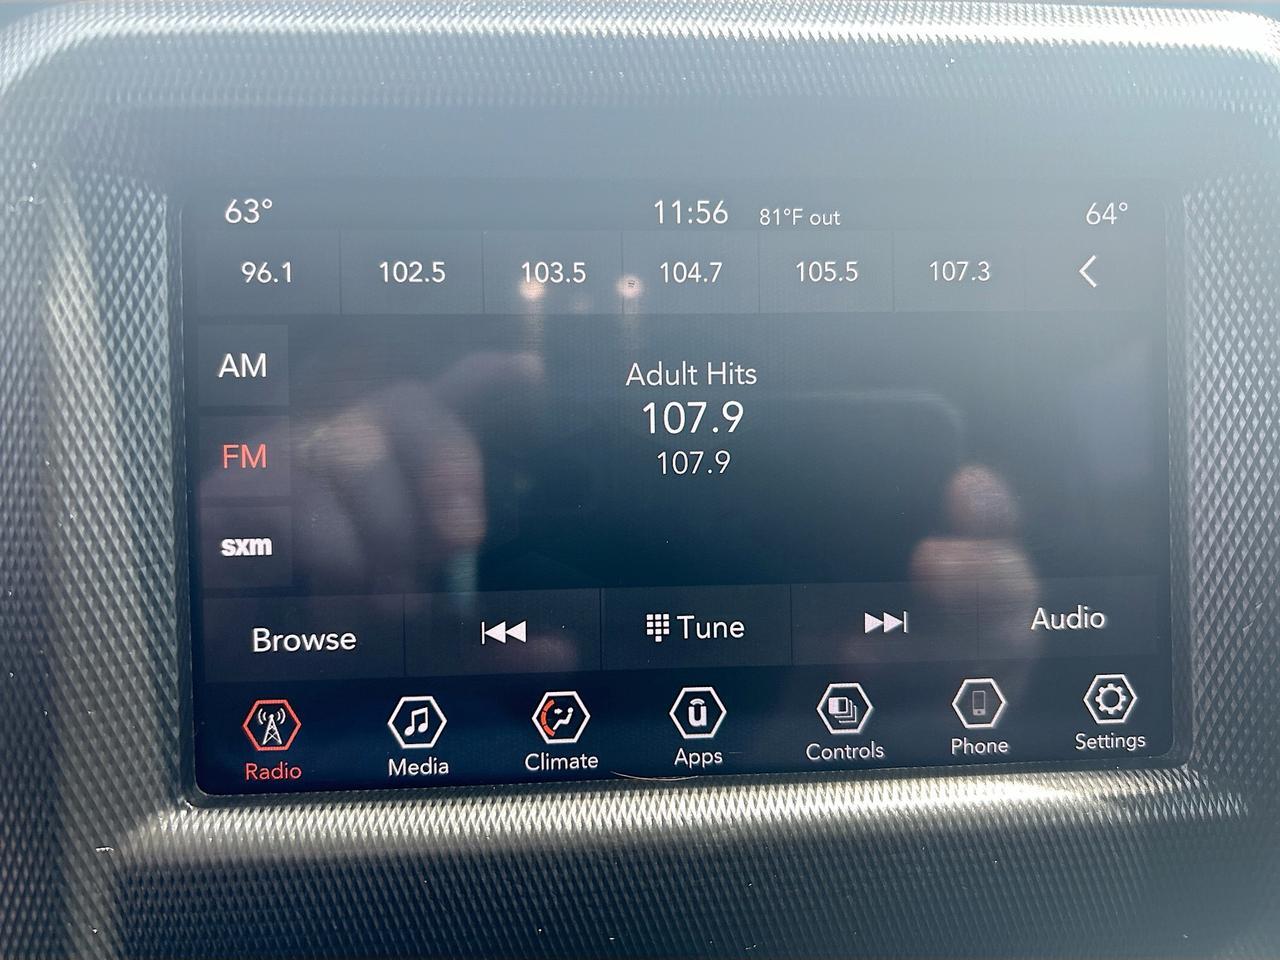 63° 11:56 81°F out 64°
96.1 102.5 103.5 104.7 105.5 107.3
AM
Adult Hits
107.9
FM
107.9
sxm
Browse Tune Audio
Radio Media Climate Apps Controls Phone Settings